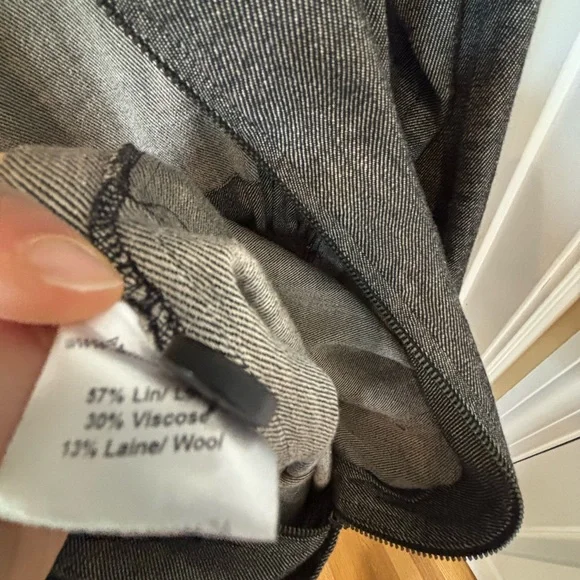 57% Lin/
30% Viscose
13% Laine/ Wool